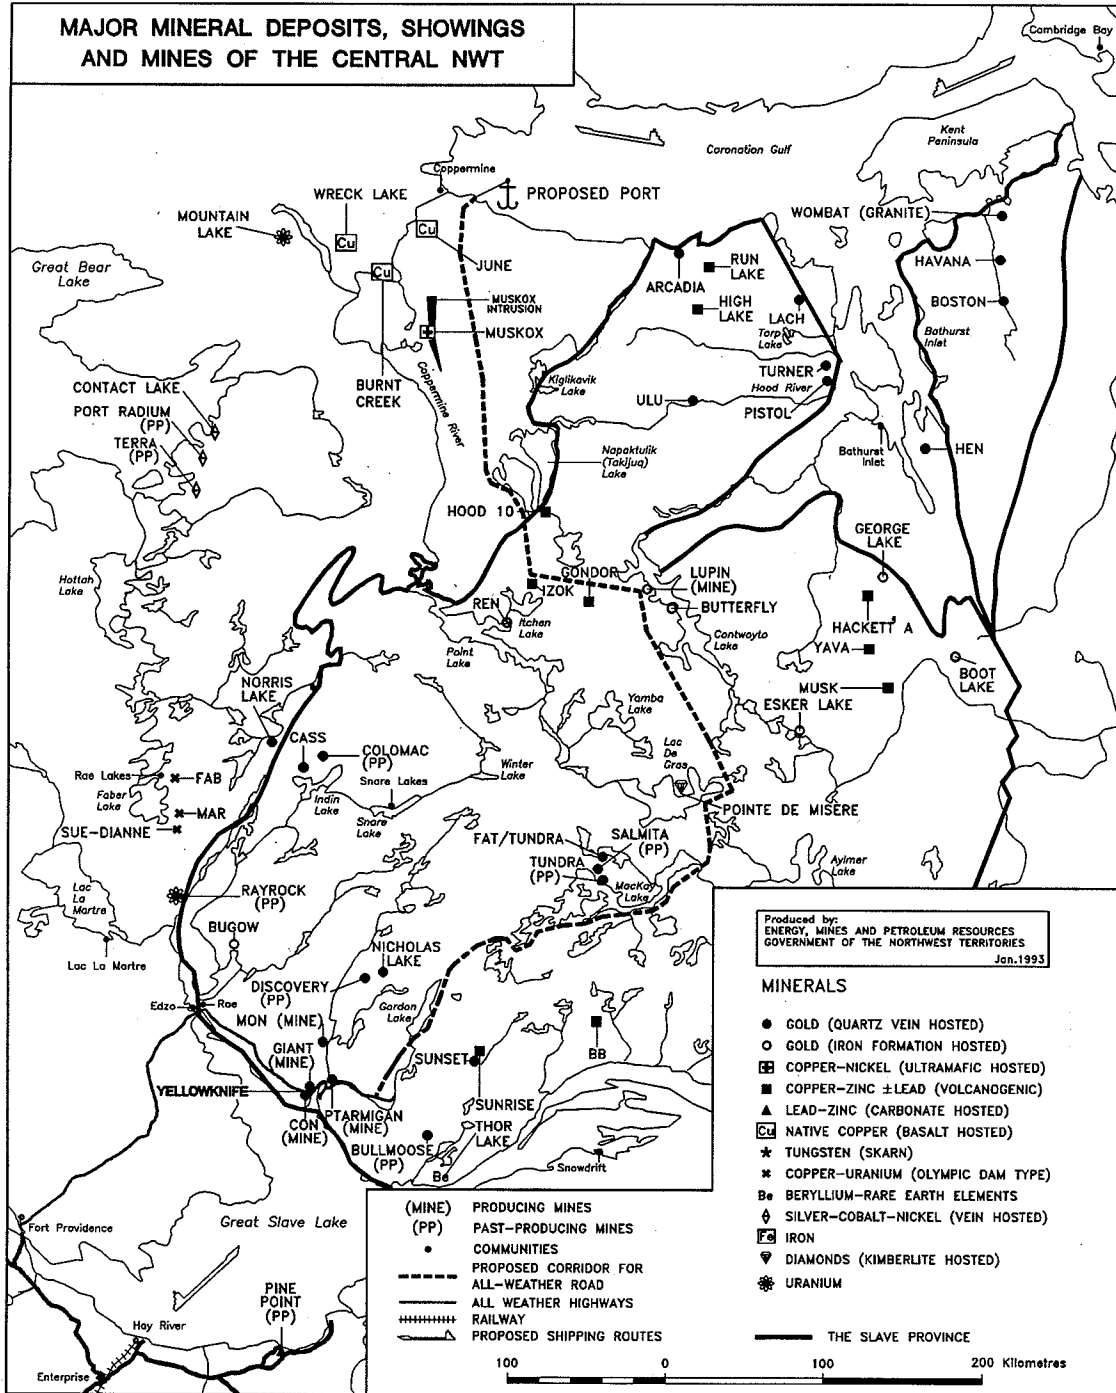 MAJOR MINERAL DEPOSITS, SHOWINGS
AND MINES OF THE CENTRAL NWT
Cambridge Bay
Kent
Peninsula
Coronation Gulf
Coppermine
PROPOSED PORT
WRECK LAKE
Cu
MOUNTAIN
LAKE
Cu
JUNE
Cu
Great Bear
Lake
WOMBAT (GRANITE)
HAVANA
BOSTON
RUN
LAKE
ARCADIA
HIGH
LAKE
LACH
Bathurst
Inlet
MUSKOX
INTRUSION
MUSKOX
BURNT
CREEK
Coppermine River
Kiglikavik
Lake
TURNER
Hood River
PISTOL
ULU
CONTACT LAKE
PORT RADIUM
(PP)
TERRA
(PP)
Napaktulik
(Takijuq)
Lake
Bathurst
Inlet
HEN
HOOD 10
GEORGE
LAKE
Hottah
Lake
GONDOR
IZOK
LUPIN
(MINE)
BUTTERFLY
REN
Itchen
Lake
Point
Lake
Contwoyto
Lake
HACKETT A
YAVA
BOOT
LAKE
MUSK
ESKER LAKE
NORRIS
LAKE
Yamba
Lake
CASS
COLOMAC
(PP)
Lac
De
Gras
Winter
Lake
Rae Lakes
FAB
Faber
Lake
Snare Lakes
Indin
Lake
Snare
Lake
MAR
SUE-DIANNE
POINTE DE MISERE
SALMITA
(PP)
FAT/TUNDRA
TUNDRA
(PP)
MacKay
Lake
Aylmer
Lake
Lac
La
Martre
RAYROCK
(PP)
BUGOW
Lac La Martre
NICHOLAS
LAKE
DISCOVERY
(PP)
Gordon
Lake
Edzo
Rae
MON (MINE)
GIANT
(MINE)
BB
SUNSET
YELLOWKNIFE
PTARMIGAN
(MINE)
CON
(MINE)
SUNRISE
THOR
LAKE
BULLMOOSE
(PP)
Be
Snowdrift
Fort Providence
Great Slave Lake
PINE
POINT
(PP)
Hay River
Enterprise
Produced by:
ENERGY, MINES AND PETROLEUM RESOURCES
GOVERNMENT OF THE NORTHWEST TERRITORIES
Jan.1993
MINERALS
GOLD (QUARTZ VEIN HOSTED)
GOLD (IRON FORMATION HOSTED)
COPPER-NICKEL (ULTRAMAFIC HOSTED)
COPPER-ZINC ±LEAD (VOLCANOGENIC)
LEAD-ZINC (CARBONATE HOSTED)
Cu NATIVE COPPER (BASALT HOSTED)
TUNGSTEN (SKARN)
COPPER-URANIUM (OLYMPIC DAM TYPE)
Be BERYLLIUM-RARE EARTH ELEMENTS
SILVER-COBALT-NICKEL (VEIN HOSTED)
Fe IRON
DIAMONDS (KIMBERLITE HOSTED)
URANIUM
THE SLAVE PROVINCE
(MINE) PRODUCING MINES
(PP) PAST-PRODUCING MINES
COMMUNITIES
PROPOSED CORRIDOR FOR
ALL-WEATHER ROAD
ALL WEATHER HIGHWAYS
RAILWAY
PROPOSED SHIPPING ROUTES
100 0 100 200 Kilometres